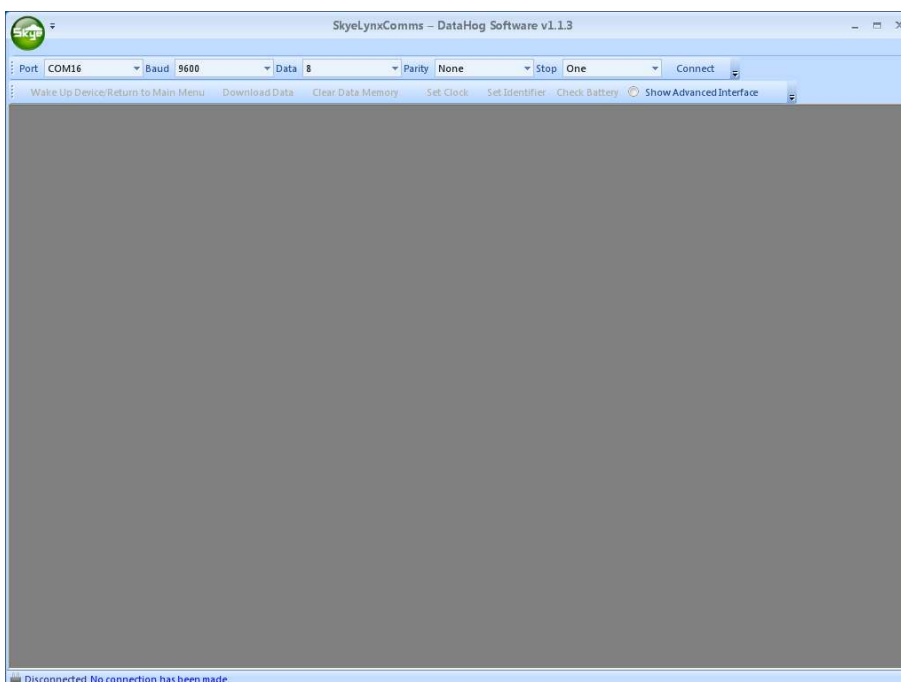 Skye SkyeLynxComms – DataHog Software v1.1.3
Port COM16 Baud 9600 Data 8 Parity None Stop One Connect
Wake Up Device/Return to Main Menu Download Data Clear Data Memory Set Clock Set Identifier Check Battery Show Advanced Interface
Disconnected No connection has been made